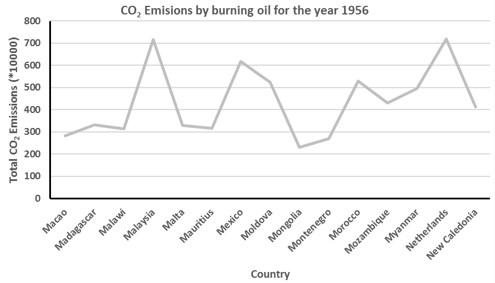 CO₂ Emisions by burning oil for the year 1956
Total CO₂ Emissions (*10000)
800
700
600
500
400
300
200
100
0
Macao
Madagascar
Malawi
Malaysia
Malta
Mauritius
Mexico
Moldova
Mongolia
Montenegro
Morocco
Mozambique
Myanmar
Netherlands
New Caledonia
Country